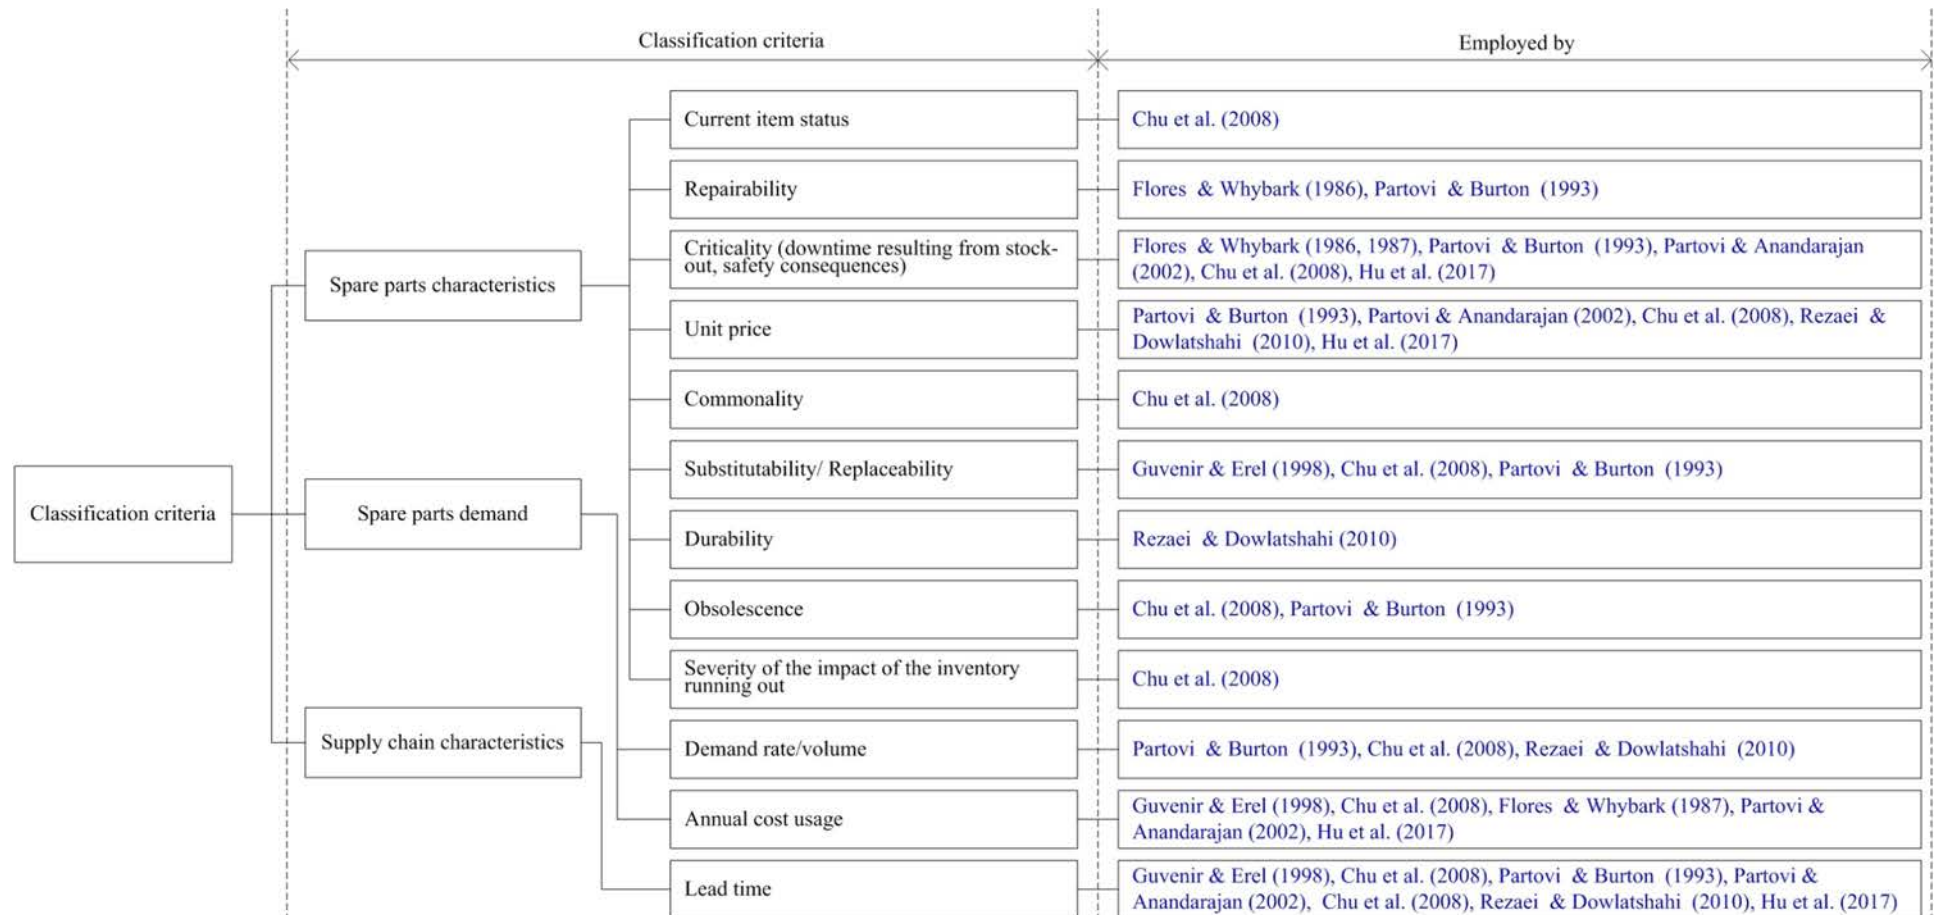 Classification criteria
Employed by
Classification criteria
Spare parts characteristics
Spare parts demand
Supply chain characteristics
Current item status
Chu et al. (2008)
Repairability
Flores & Whybark (1986), Partovi & Burton (1993)
Criticality (downtime resulting from stock-
out, safety consequences)
Flores & Whybark (1986, 1987), Partovi & Burton (1993), Partovi & Anandarajan
(2002), Chu et al. (2008), Hu et al. (2017)
Unit price
Partovi & Burton (1993), Partovi & Anandarajan (2002), Chu et al. (2008), Rezaei &
Dowlatshahi (2010), Hu et al. (2017)
Commonality
Chu et al. (2008)
Substitutability/ Replaceability
Guvenir & Erel (1998), Chu et al. (2008), Partovi & Burton (1993)
Durability
Rezaei & Dowlatshahi (2010)
Obsolescence
Chu et al. (2008), Partovi & Burton (1993)
Severity of the impact of the inventory
running out
Chu et al. (2008)
Demand rate/volume
Partovi & Burton (1993), Chu et al. (2008), Rezaei & Dowlatshahi (2010)
Annual cost usage
Guvenir & Erel (1998), Chu et al. (2008), Flores & Whybark (1987), Partovi &
Anandarajan (2002), Hu et al. (2017)
Lead time
Guvenir & Erel (1998), Chu et al. (2008), Partovi & Burton (1993), Partovi &
Anandarajan (2002), Chu et al. (2008), Rezaei & Dowlatshahi (2010), Hu et al. (2017)